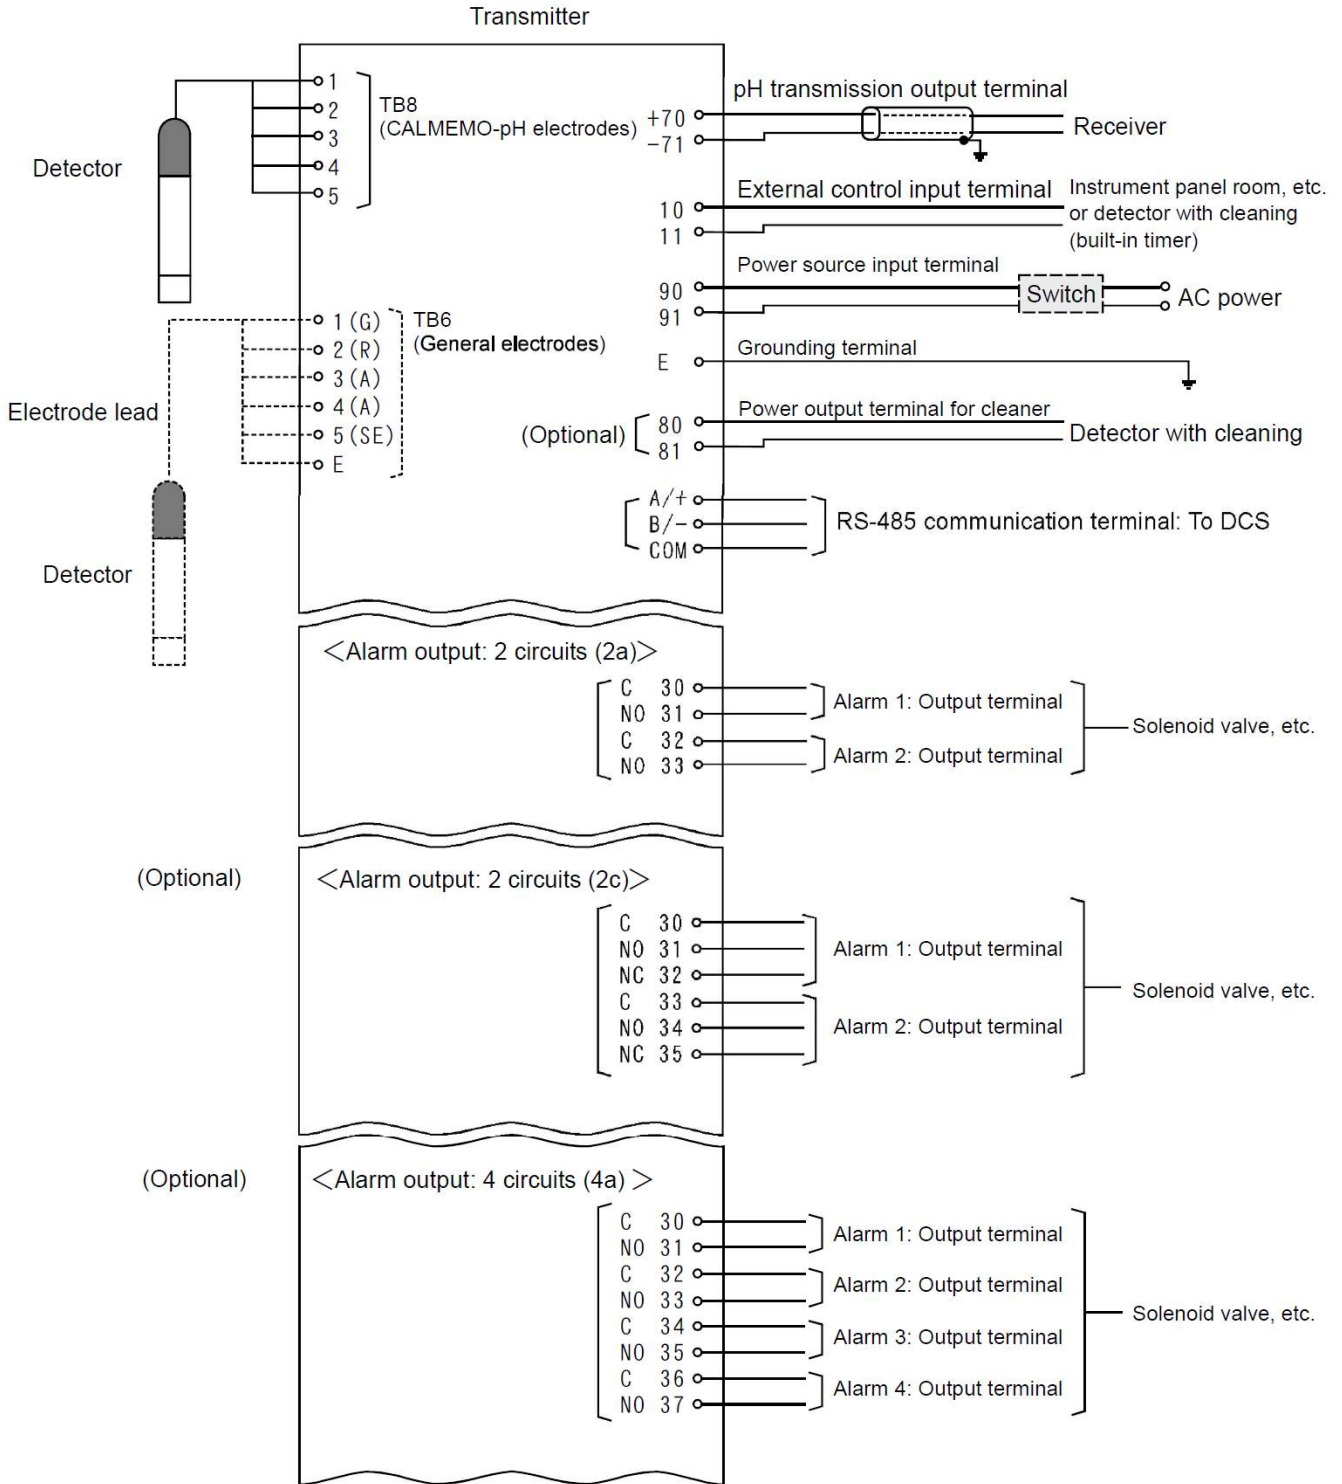 Transmitter
1
2
3
4
5
TB8
(CALMEMO-pH electrodes)
Detector
+70
-71
pH transmission output terminal
Receiver
10
11
External control input terminal
Instrument panel room, etc.
or detector with cleaning
(built-in timer)
90
91
Power source input terminal
Switch
AC power
1 (G)
2 (R)
3 (A)
4 (A)
5 (SE)
E
TB6
(General electrodes)
Electrode lead
Detector
E
Grounding terminal
(Optional)
80
81
Power output terminal for cleaner
Detector with cleaning
A/+
B/-
COM
RS-485 communication terminal: To DCS
<Alarm output: 2 circuits (2a)>
C 30
NO 31
C 32
NO 33
Alarm 1: Output terminal
Alarm 2: Output terminal
Solenoid valve, etc.
(Optional)
<Alarm output: 2 circuits (2c)>
C 30
NO 31
NC 32
C 33
NO 34
NC 35
Alarm 1: Output terminal
Alarm 2: Output terminal
Solenoid valve, etc.
(Optional)
<Alarm output: 4 circuits (4a) >
C 30
NO 31
C 32
NO 33
C 34
NO 35
C 36
NO 37
Alarm 1: Output terminal
Alarm 2: Output terminal
Alarm 3: Output terminal
Alarm 4: Output terminal
Solenoid valve, etc.